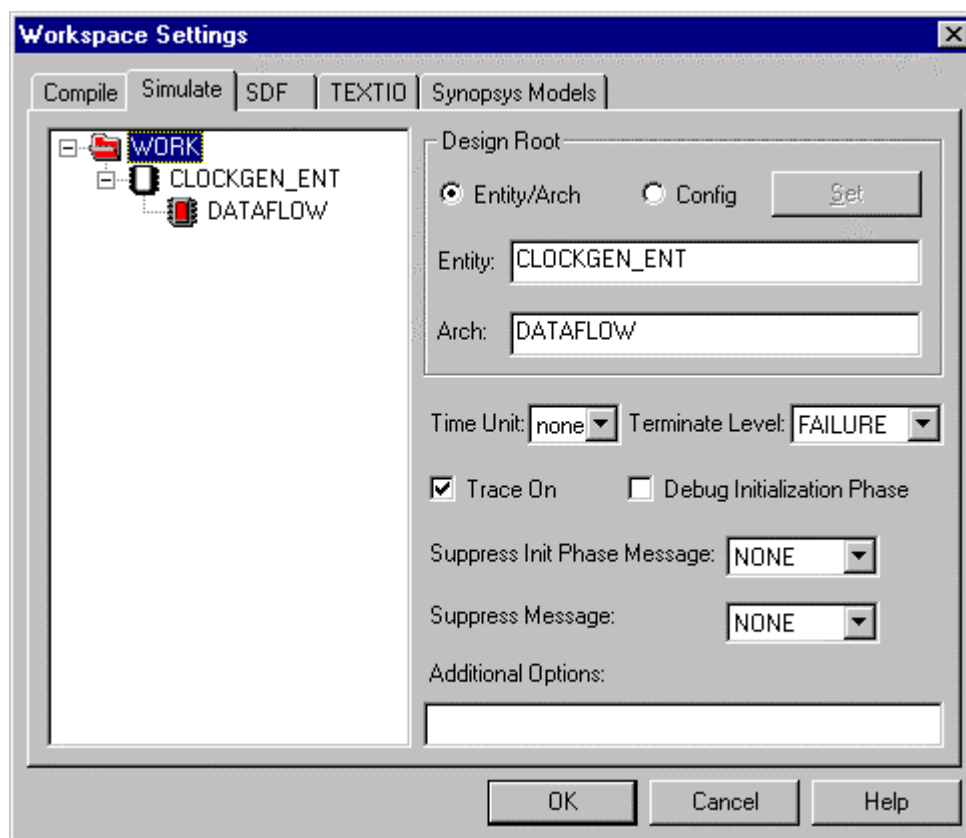 Workspace Settings
Compile Simulate SDF TEXTIO Synopsys Models
WORK
CLOCKGEN_ENT
DATAFLOW
Design Root
Entity/Arch Config Set
Entity: CLOCKGEN_ENT
Arch: DATAFLOW
Time Unit: none Terminate Level: FAILURE
Trace On Debug Initialization Phase
Suppress Init Phase Message: NONE
Suppress Message: NONE
Additional Options:
OK Cancel Help